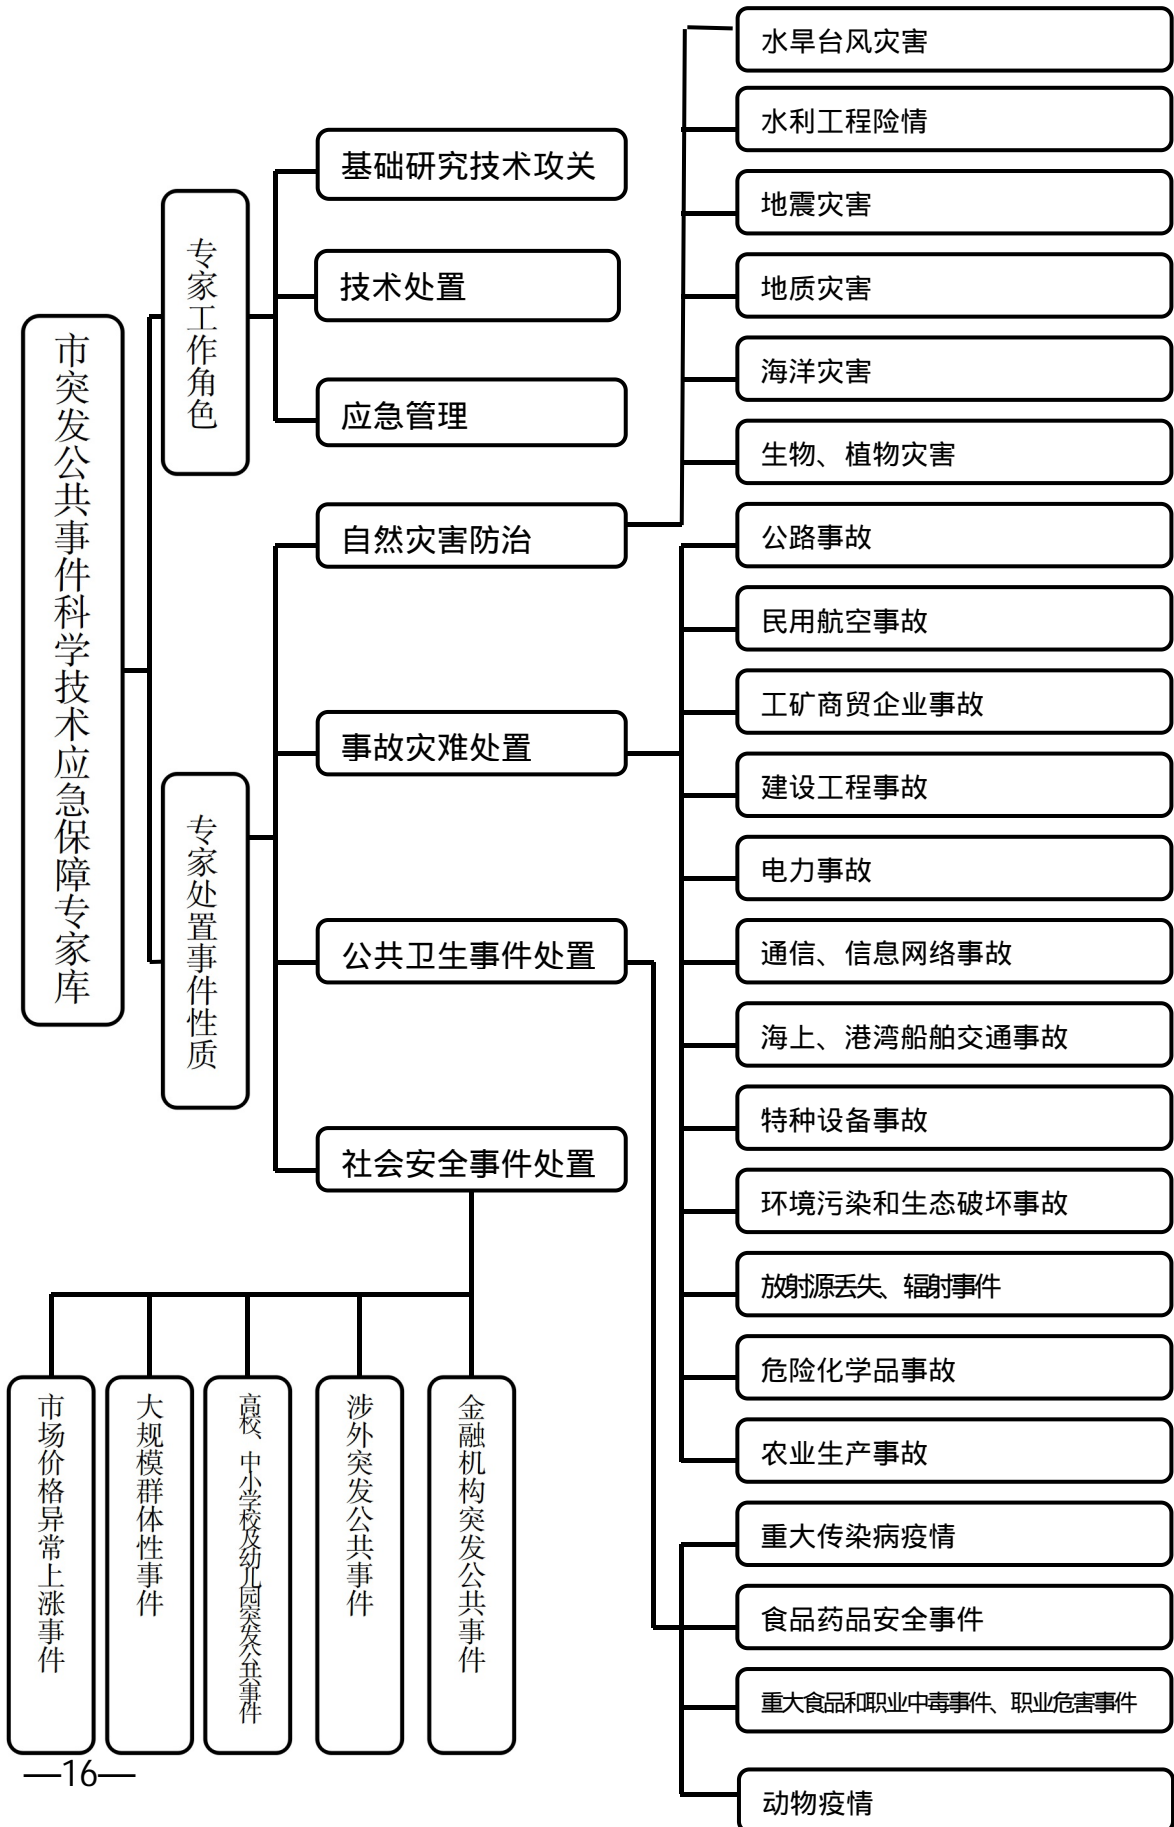 市突发公共事件科学技术应急保障专家库
专家工作角色
基础研究技术攻关
技术处置
应急管理
专家处置事件性质
自然灾害防治
水旱台风灾害
水利工程险情
地震灾害
地质灾害
海洋灾害
生物、植物灾害
事故灾难处置
公路事故
民用航空事故
工矿商贸企业事故
建设工程事故
电力事故
通信、信息网络事故
海上、港湾船舶交通事故
特种设备事故
环境污染和生态破坏事故
放射源丢失、辐射事件
危险化学品事故
农业生产事故
公共卫生事件处置
重大传染病疫情
食品药品安全事件
重大食品和职业中毒事件、职业危害事件
动物疫情
社会安全事件处置
市场价格异常上涨事件
大规模群体性事件
高校、中小学校及幼儿园突发公共事件
涉外突发公共事件
金融机构突发公共事件
—16—